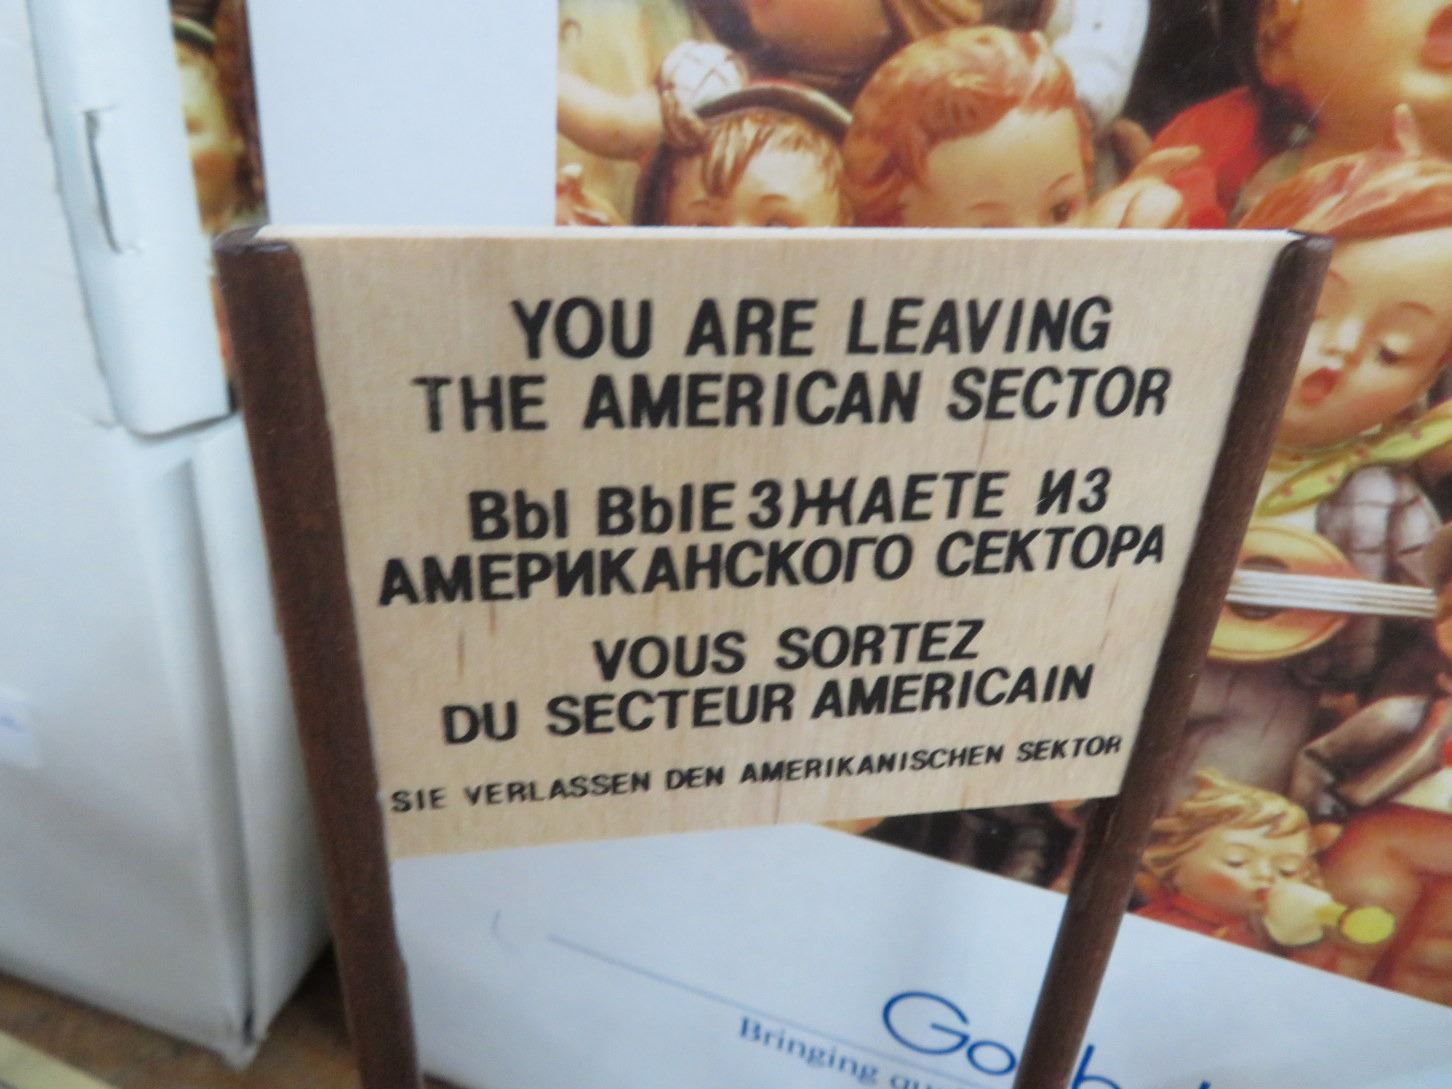 YOU ARE LEAVING
THE AMERICAN SECTOR
ВЫ ВЫЕЗЖАЕТЕ ИЗ
АМЕРИКАНСКОГО СЕКТОРА
VOUS SORTEZ
DU SECTEUR AMERICAIN
SIE VERLASSEN DEN AMERIKANISCHEN SEKTOR
Bringing